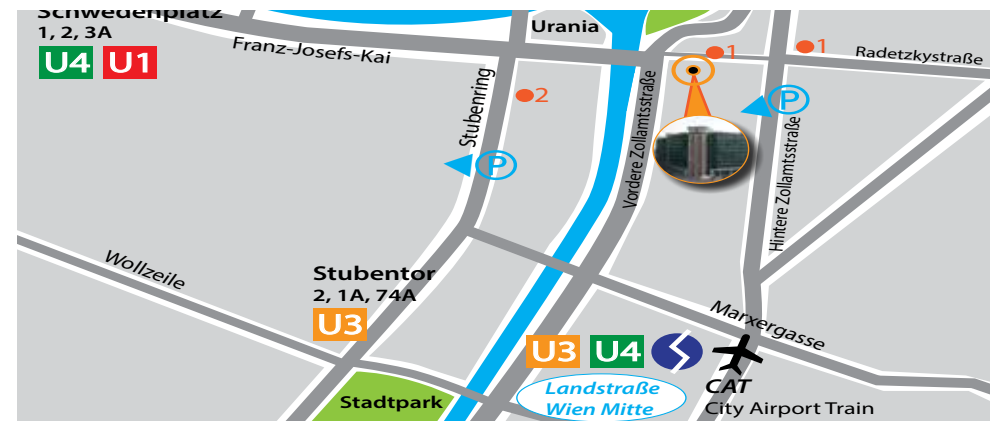 Schwedenplatz
1, 2, 3A
U4 U1
Franz-Josefs-Kai
Urania
1
1
Radetzkystraße
Stubenring
2
P
Vordere Zollamtsstraße
P
Hintere Zollamtsstraße
Wollzeile
Stubentor
2, 1A, 74A
U3
Marxergasse
U3 U4
CAT
City Airport Train
Landstraße
Wien Mitte
Stadtpark